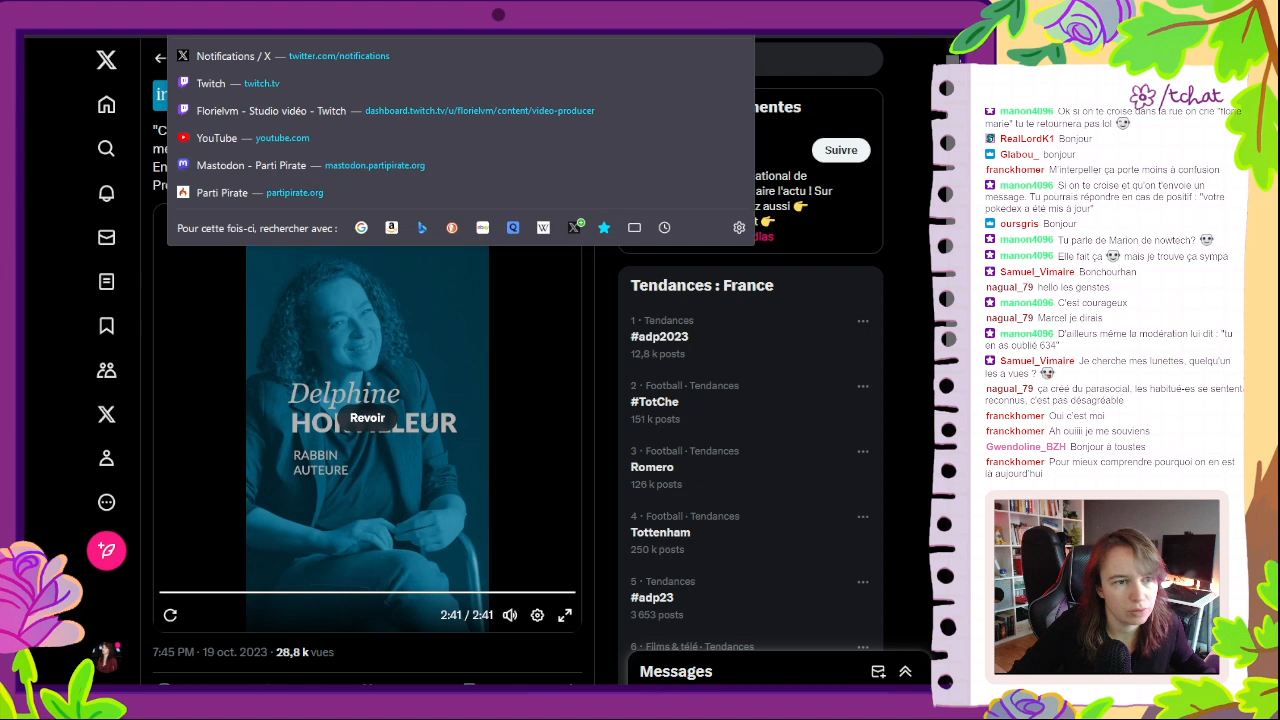 Notifications / X — twitter.com/notifications
Twitch — twitch.tv
Florielvm - Studio vidéo - Twitch — dashboard.twitch.tv/u/florielvm/content/video-producer
YouTube — youtube.com
Mastodon - Parti Pirate — mastodon.partipirate.org
Parti Pirate — partipirate.org
Pour cette fois-ci, recherche
Delphine
RABBIN
AUTEURE
Revoir
2:41 / 2:41
7:45 PM · 19 oct. 2023 · 28,8 k vues
entes
Suivre
ational de
aire l'actu ! Sur
z aussi
Tendances : France
1 · Tendances
#adp2023
12,8 k posts
2 · Football · Tendances
#TotChe
151 k posts
3 · Football · Tendances
Romero
126 k posts
4 · Football · Tendances
Tottenham
250 k posts
5 · Tendances
#adp23
3 653 posts
6 · Films & télé · Tendances
Messages
/tchat
manon4096 Ok si on te croise dans la rue on crie "florie
marie" tu te retournera pas lol
RealLordK1 Bonjour
Glabou_ bonjour
franckhomer M'interpeller ça porte moins à confusion
manon4096 Si on te croise et qu'on t'envoie un
message. Tu pourrais répondre en cas de positif : "votre
pokedex a été mis à jour"
oursgris Bonjour
manon4096 Tu parle de Marion de nowtech?
manon4096 Elle fait ça mais je trouve ça sympa
Samuel_Vimaire Bonchourhan
nagual_79 hello les genstes
manon4096 C'est courageux
nagual_79 Marcel je dirais
manon4096 D'ailleurs même la modération lui dit : "tu
en as oublié 634"
Samuel_Vimaire Je cherche mes lunettes, quelqu'un
les a vues ?
nagual_79 ça créé du parasocial, les habitué-es se sentent
reconnus, c'est pas désagréable
franckhomer Oui c'est moi
franckhomer Ah ouiiii je me souviens
Gwendoline_BZH Bonjour à toustes
franckhomer Pour mieux comprendre pourquoi on en est
là aujourd'hui